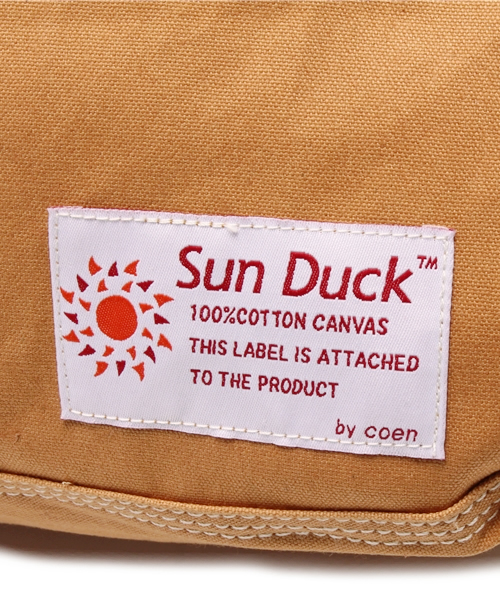 Sun Duck™
100%COTTON CANVAS
THIS LABEL IS ATTACHED
TO THE PRODUCT
by coen